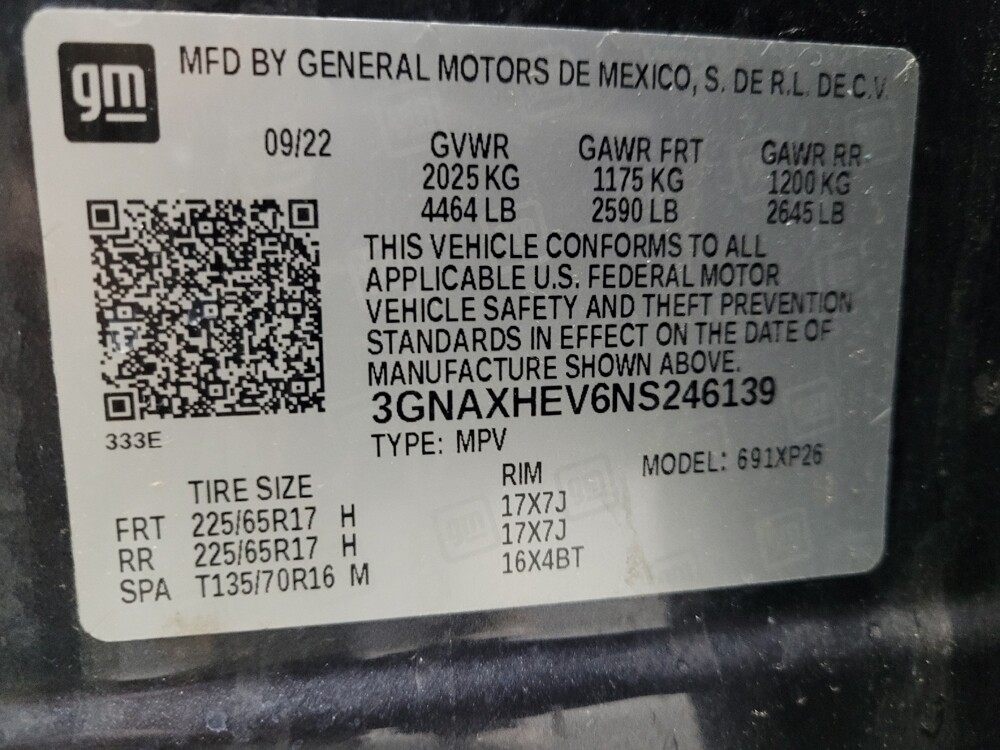 gm
MFD BY GENERAL MOTORS DE MEXICO, S. DE R.L. DE C.V.
09/22 GVWR GAWR FRT GAWR RR
2025 KG 1175 KG 1200 KG
4464 LB 2590 LB 2645 LB
THIS VEHICLE CONFORMS TO ALL
APPLICABLE U.S. FEDERAL MOTOR
VEHICLE SAFETY AND THEFT PREVENTION
STANDARDS IN EFFECT ON THE DATE OF
MANUFACTURE SHOWN ABOVE.
3GNAXHEV6NS246139
333E
TYPE: MPV MODEL: 691XP26
TIRE SIZE RIM
FRT 225/65R17 H 17X7J
RR 225/65R17 H 17X7J
SPA T135/70R16 M 16X4BT